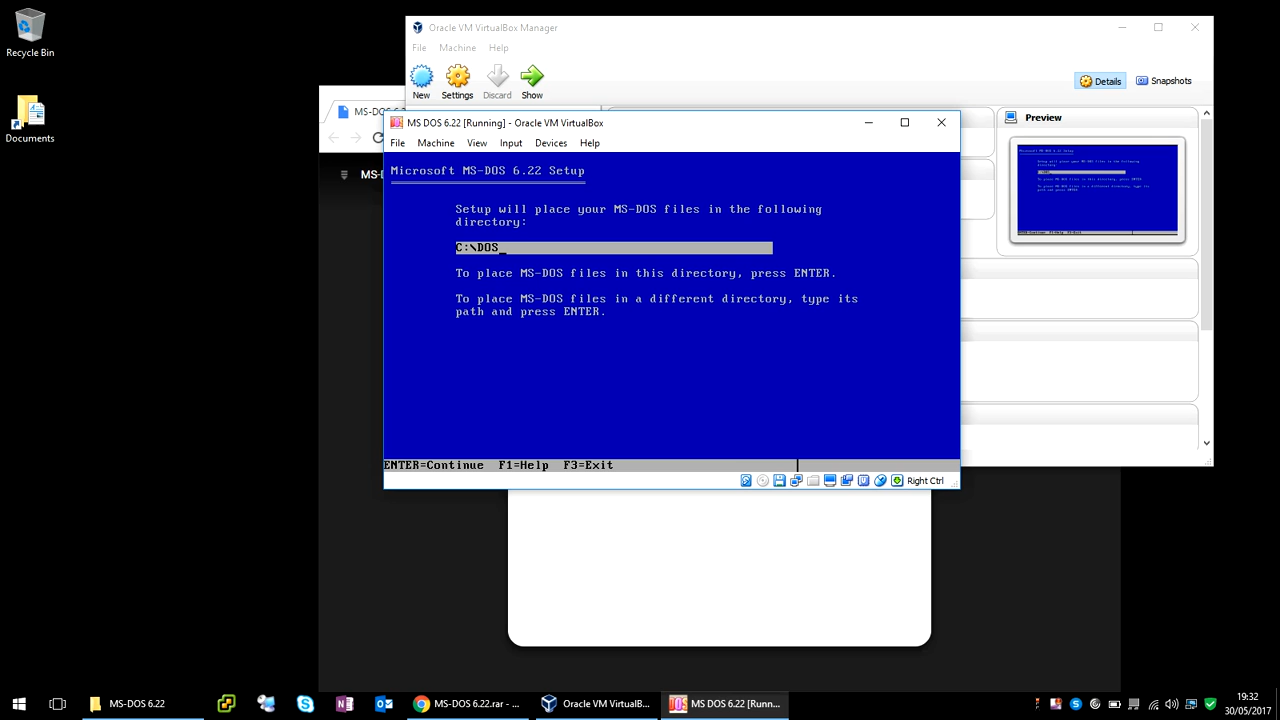 Recycle Bin
Documents
Oracle VM VirtualBox Manager
File Machine Help
New Settings Discard Show
Details Snapshots
MS-DOS 6.
MS-D
Preview
MS DOS 6.22 [Running] - Oracle VM VirtualBox
File Machine View Input Devices Help
Microsoft MS-DOS 6.22 Setup
Setup will place your MS-DOS files in the following
directory:
C:\DOS_
To place MS-DOS files in this directory, press ENTER.
To place MS-DOS files in a different directory, type its
path and press ENTER.
ENTER=Continue F1=Help F3=Exit
Right Ctrl
MS-DOS 6.22
MS-DOS 6.22.rar - ...
Oracle VM VirtualB...
MS DOS 6.22 [Runn...
19:32
30/05/2017